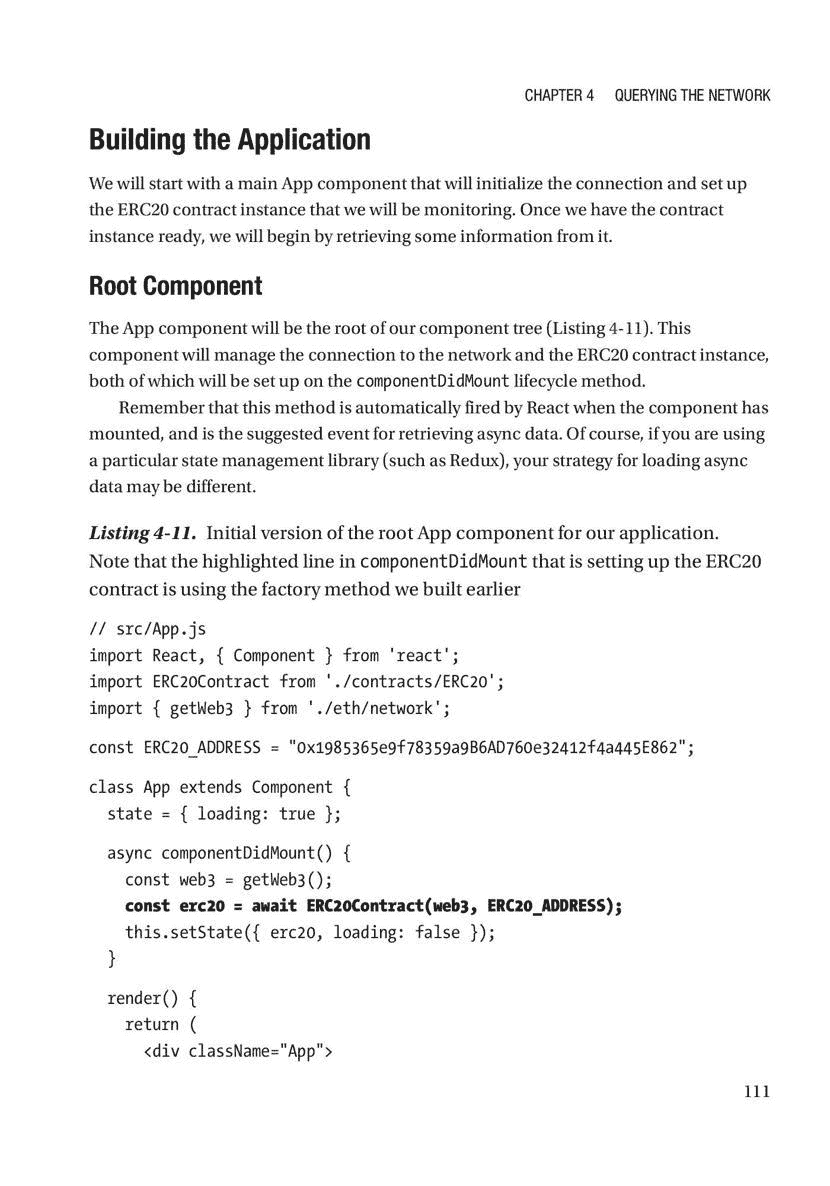 CHAPTER 4 QUERYING THE NETWORK
Building the Application
We will start with a main App component that will initialize the connection and set up
the ERC20 contract instance that we will be monitoring. Once we have the contract
instance ready, we will begin by retrieving some information from it.
Root Component
The App component will be the root of our component tree (Listing 4-11). This
component will manage the connection to the network and the ERC20 contract instance,
both of which will be set up on the componentDidMount lifecycle method.
Remember that this method is automatically fired by React when the component has
mounted, and is the suggested event for retrieving async data. Of course, if you are using
a particular state management library (such as Redux), your strategy for loading async
data may be different.
Listing 4-11. Initial version of the root App component for our application.
Note that the highlighted line in componentDidMount that is setting up the ERC20
contract is using the factory method we built earlier
// src/App.js
import React, { Component } from 'react';
import ERC20Contract from './contracts/ERC20';
import { getWeb3 } from './eth/network';
const ERC20_ADDRESS = "0x1985365e9f78359a9B6AD760e32412f4a445E862";
class App extends Component {
  state = { loading: true };
  async componentDidMount() {
    const web3 = getWeb3();
    const erc20 = await ERC20Contract(web3, ERC20_ADDRESS);
    this.setState({ erc20, loading: false });
  }
  render() {
    return (
      <div className="App">
111